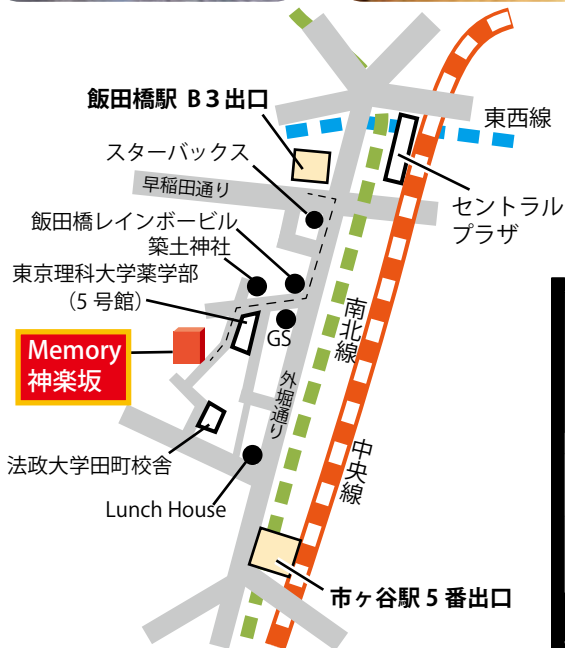 飯田橋駅 B3出口
東西線
スターバックス
早稲田通り
セントラル
プラザ
飯田橋レインボービル
築土神社
東京理科大学薬学部
（5号館）
南北線
GS
Memory
神楽坂
外堀通り
中央線
法政大学田町校舎
Lunch House
市ヶ谷駅5番出口